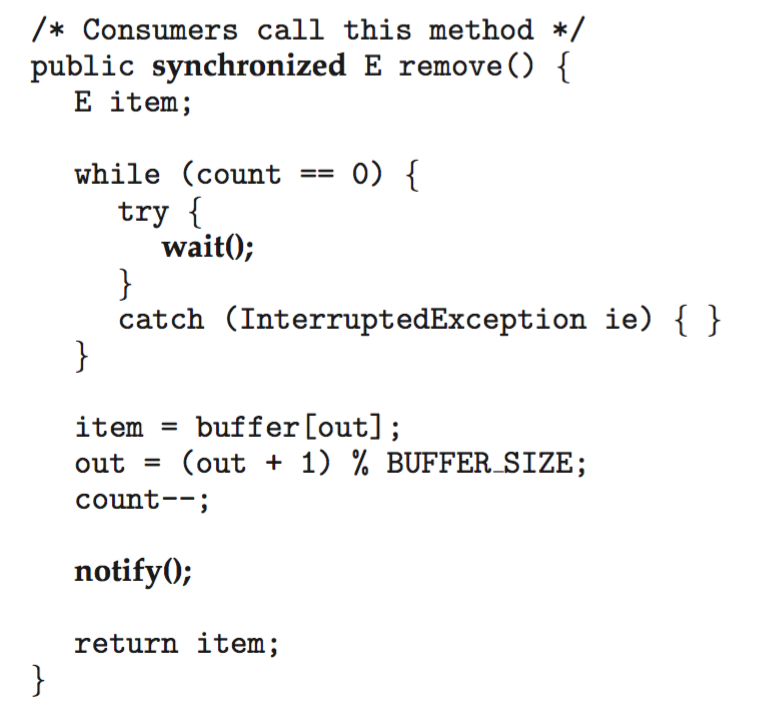 /* Consumers call this method */
public synchronized E remove() {
E item;
while (count == 0) {
try {
wait();
}
catch (InterruptedException ie) { }
}
item = buffer[out];
out = (out + 1) % BUFFER_SIZE;
count--;
notify();
return item;
}